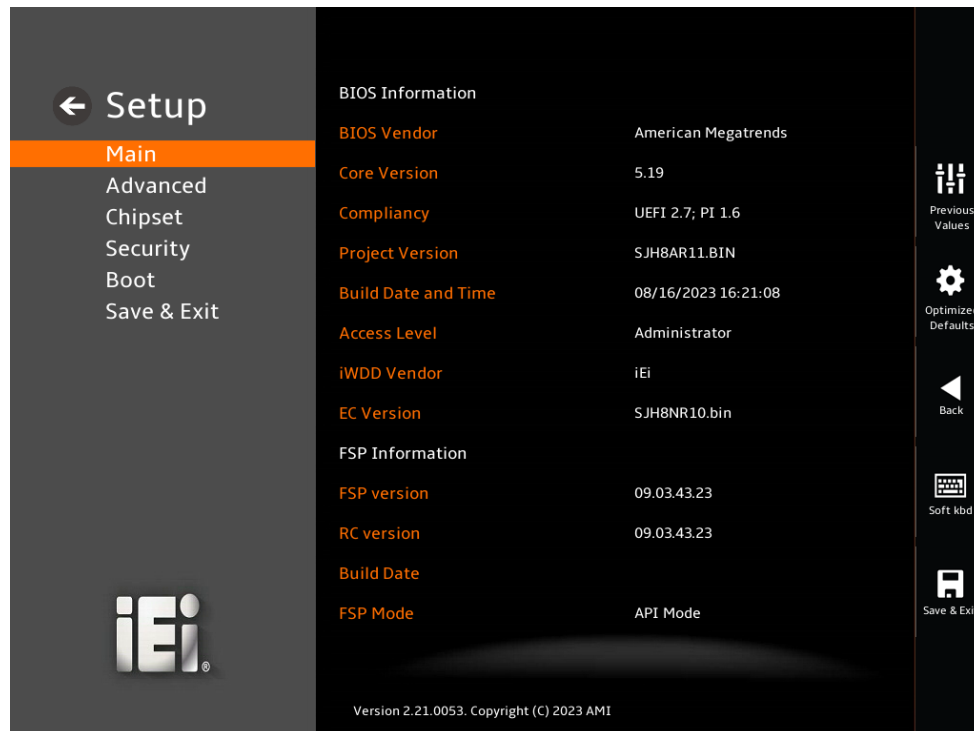 Setup
Main
Advanced
Chipset
Security
Boot
Save & Exit
iEi®
BIOS Information
BIOS Vendor American Megatrends
Core Version 5.19
Compliancy UEFI 2.7; PI 1.6
Project Version SJH8AR11.BIN
Build Date and Time 08/16/2023 16:21:08
Access Level Administrator
iWDD Vendor iEi
EC Version SJH8NR10.bin
FSP Information
FSP version 09.03.43.23
RC version 09.03.43.23
Build Date
FSP Mode API Mode
Version 2.21.0053. Copyright (C) 2023 AMI
Previous
Values
Optimized
Defaults
Back
Soft kbd
Save & Exi